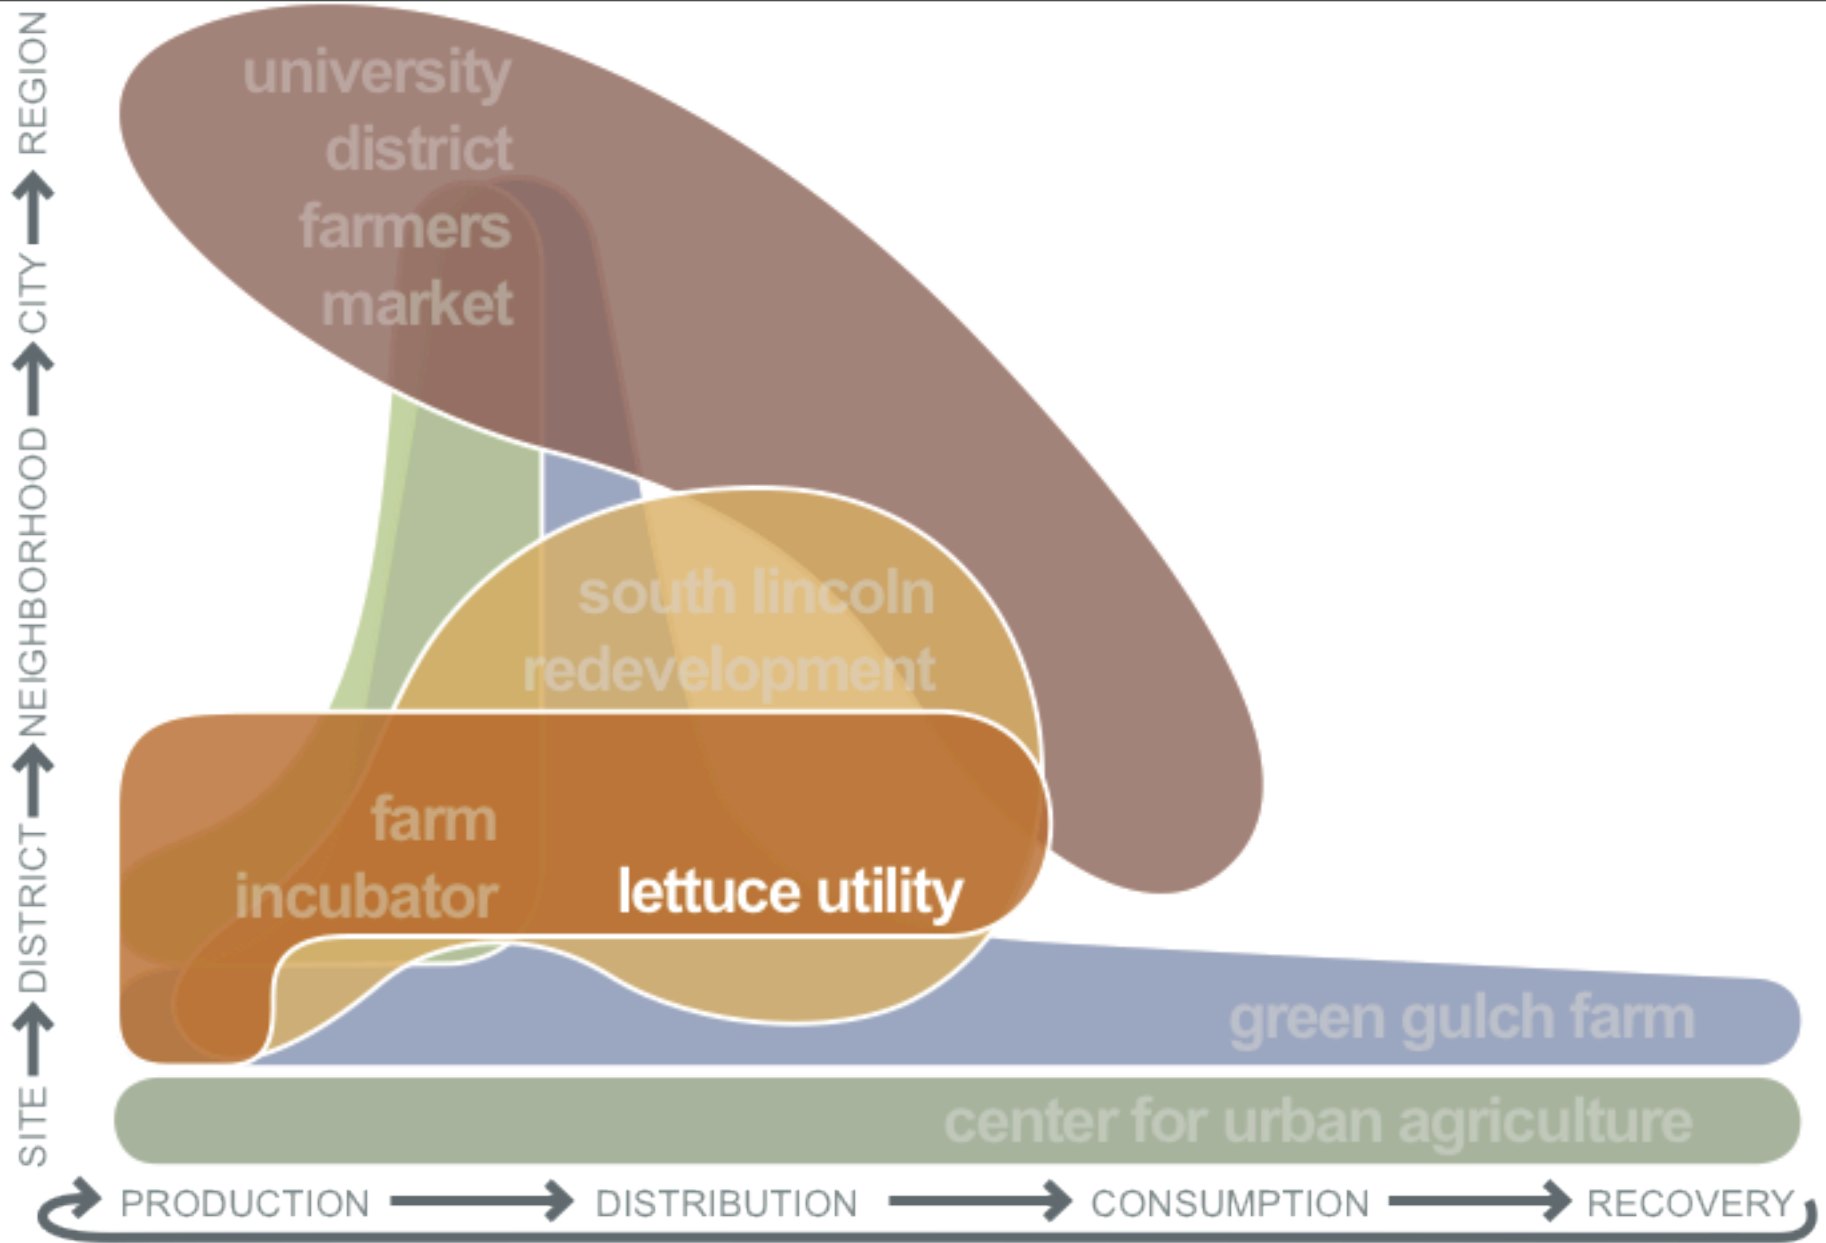 REGION
CITY
NEIGHBORHOOD
DISTRICT
SITE
university
district
farmers
market
south lincoln
redevelopment
farm
incubator
lettuce utility
green gulch farm
center for urban agriculture
PRODUCTION DISTRIBUTION CONSUMPTION RECOVERY